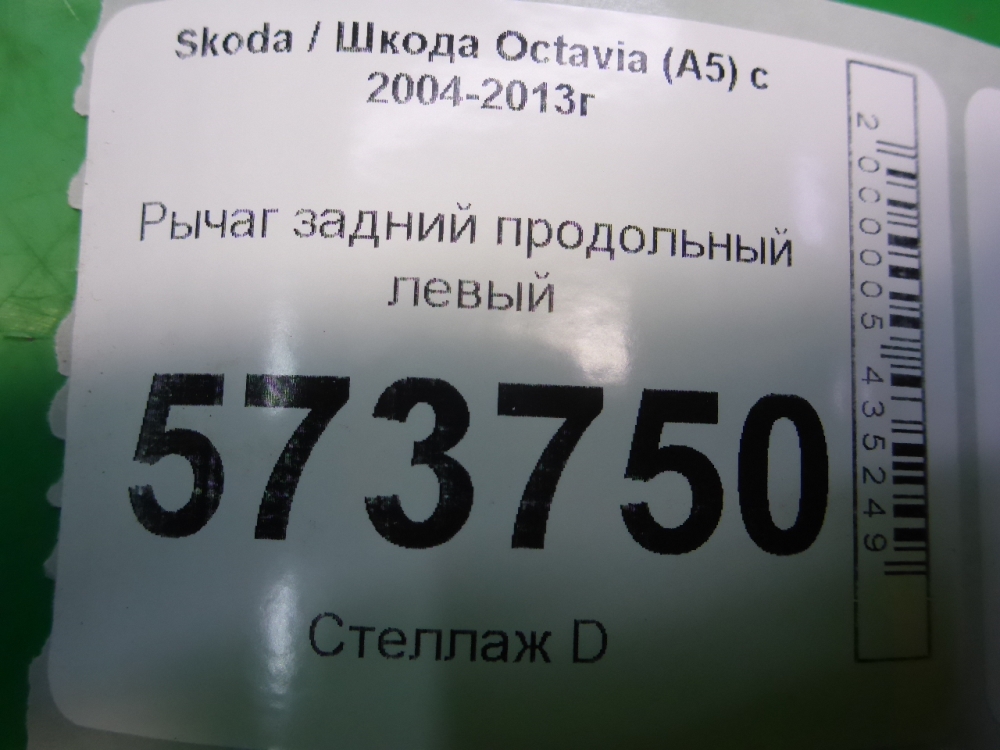 Skoda / Шкода Octavia (A5) с
2004-2013г
Рычаг задний продольный
левый
573750
Стеллаж D
2000005435249